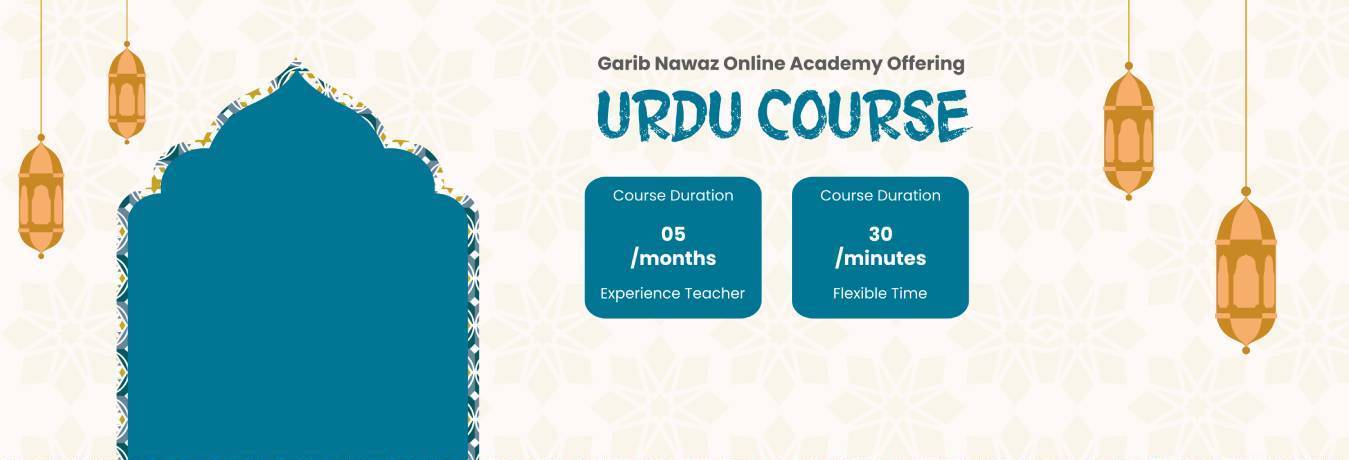 Garib Nawaz Online Academy Offering
URDU COURSE
Course Duration
05
/months
Experience Teacher
Course Duration
30
/minutes
Flexible Time